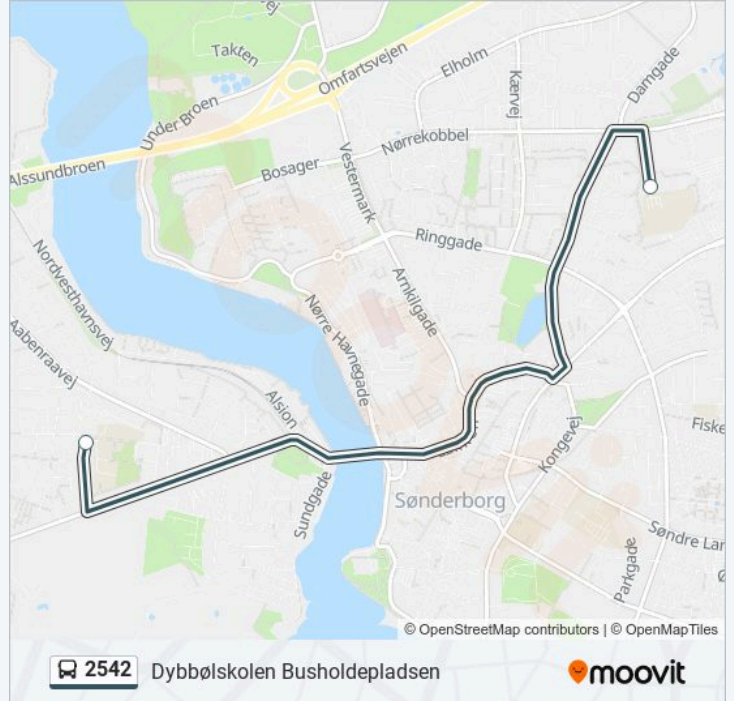 Takten
Elholm
Omfartsvejen
Kærvej
Damgade
Under Broen
Nørrekobbel
Alssundbroen
Bosager
Vestermark
Ringgade
Nordvesthavnsvej
Arnkilgade
Nørre Havnegade
Aabenraavej
Alsion
Kongevej
Fiske
Sundgade
Sønderborg
Søndre Lan
Parkgade
© OpenStreetMap contributors | © OpenMapTiles
2542 Dybbølskolen Busholdepladsen moovit